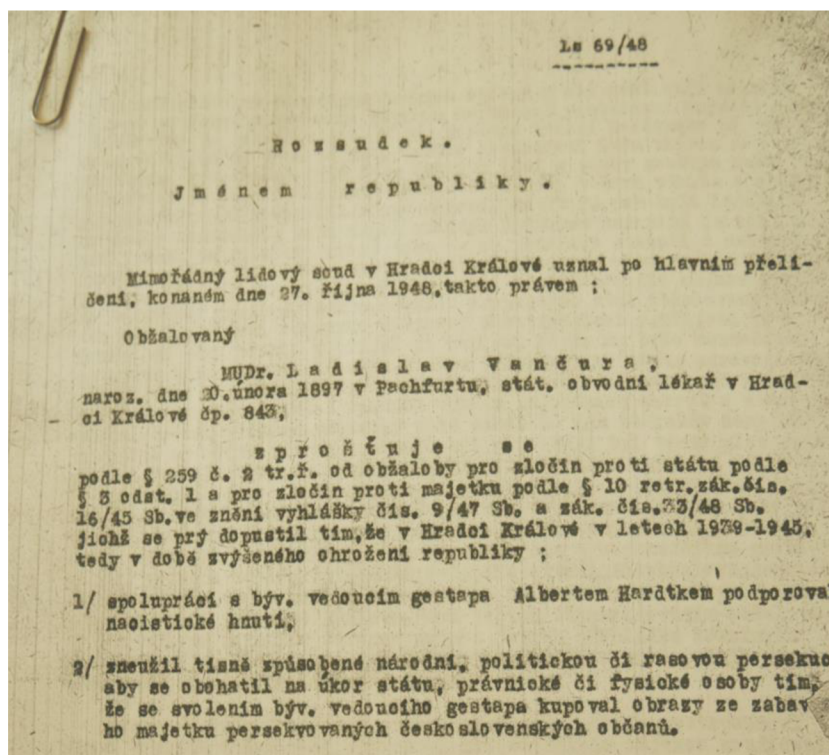 Ls 69/48
Rozsudek.
Jménem republiky.
Mimořádný lidový soud v Hradci Králové uznal po hlavním přelí-
čení, konaném dne 27. října 1948, takto právem :
Obžalovaný
MUDr. Ladislav Vančura,
naroz. dne 20.února 1897 v Pachfurtu, stát. obvodní lékař v Hrad-
ci Králové čp. 843,
zprošťuje se
podle § 259 č. 2 tr.ř. od obžaloby pro zločin proti státu podle
§ 3 odst. 1 a pro zločin proti majetku podle § 10 retr.zák.čís.
16/45 Sb.ve znění vyhlášky čís. 9/47 Sb. a zák. čís.33/48 Sb.
jichž se prý dopustil tím,že v Hradci Králové v letech 1939-1945,
tedy v době zvýšeného ohrožení republiky :
1/ spoluprací s býv. vedoucím gestapa Albertem Hardtkem podporova
nacistické hnutí,
2/ zneužil tísně způsobené národní, politickou či rasovou persekuc
aby se obohatil na úkor státu, právnické či fysické osoby tím,
že se svolením býv. vedoucího gestapa kupoval obrazy ze zabav
ho majetku persekvovaných československých občanů.